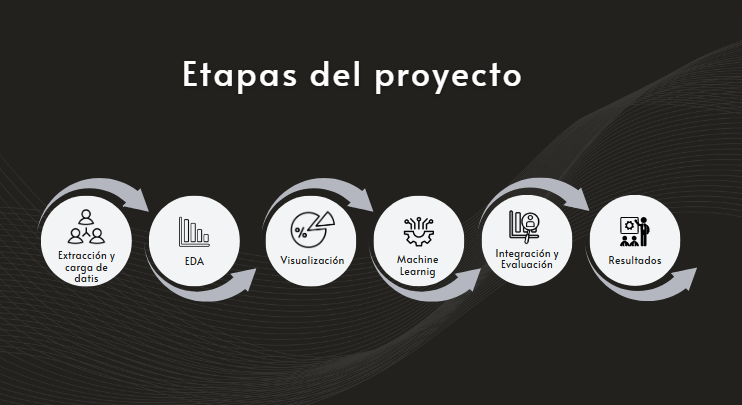 Etapas del proyecto
Extracción y
carga de
datis
EDA
%
Visualización
Machine
Learnig
Integración y
Evaluación
Resultados